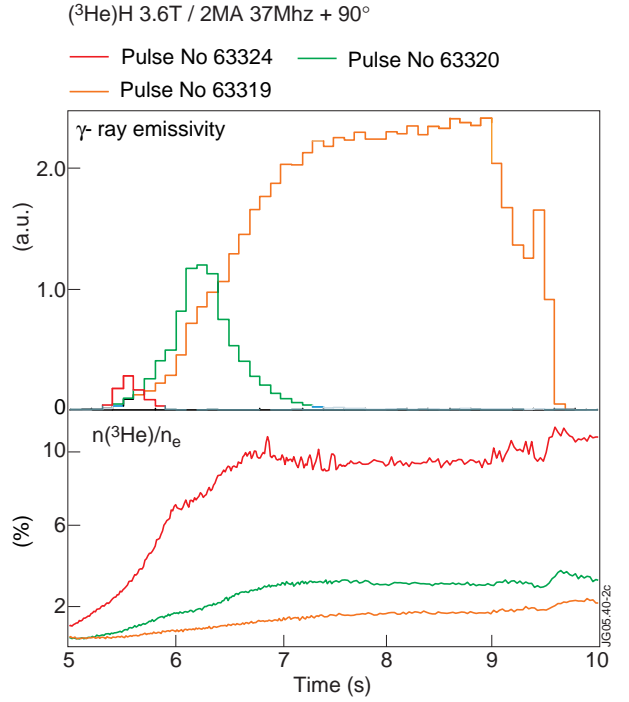 (³He)H 3.6T / 2MA 37Mhz + 90°
Pulse No 63324
Pulse No 63320
Pulse No 63319
γ- ray emissivity
2.0
(a.u.)
1.0
0
n(³He)/nₑ
10
6
(%)
2
5
6
7
8
9
10
Time (s)
JG05.40-2c